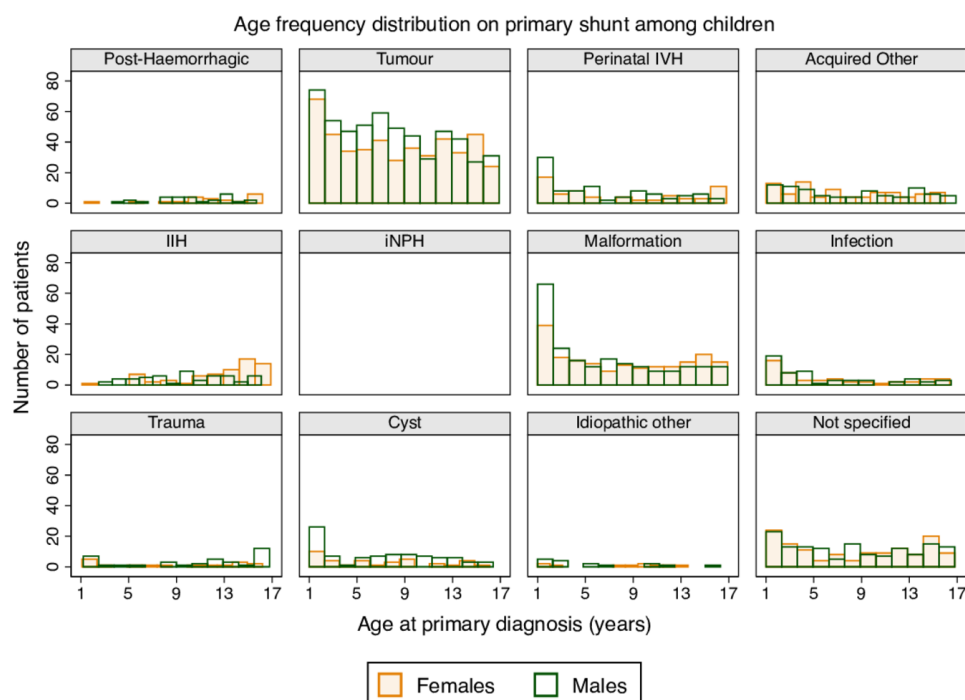 Age frequency distribution on primary shunt among children
Post-Haemorrhagic Tumour Perinatal IVH Acquired Other
80
60
40
20
0
IIH iNPH Malformation Infection
80
60
40
20
0
Number of patients
Trauma Cyst Idiopathic other Not specified
80
60
40
20
0
1 5 9 13 17 1 5 9 13 17 1 5 9 13 17 1 5 9 13 17
Age at primary diagnosis (years)
Females Males